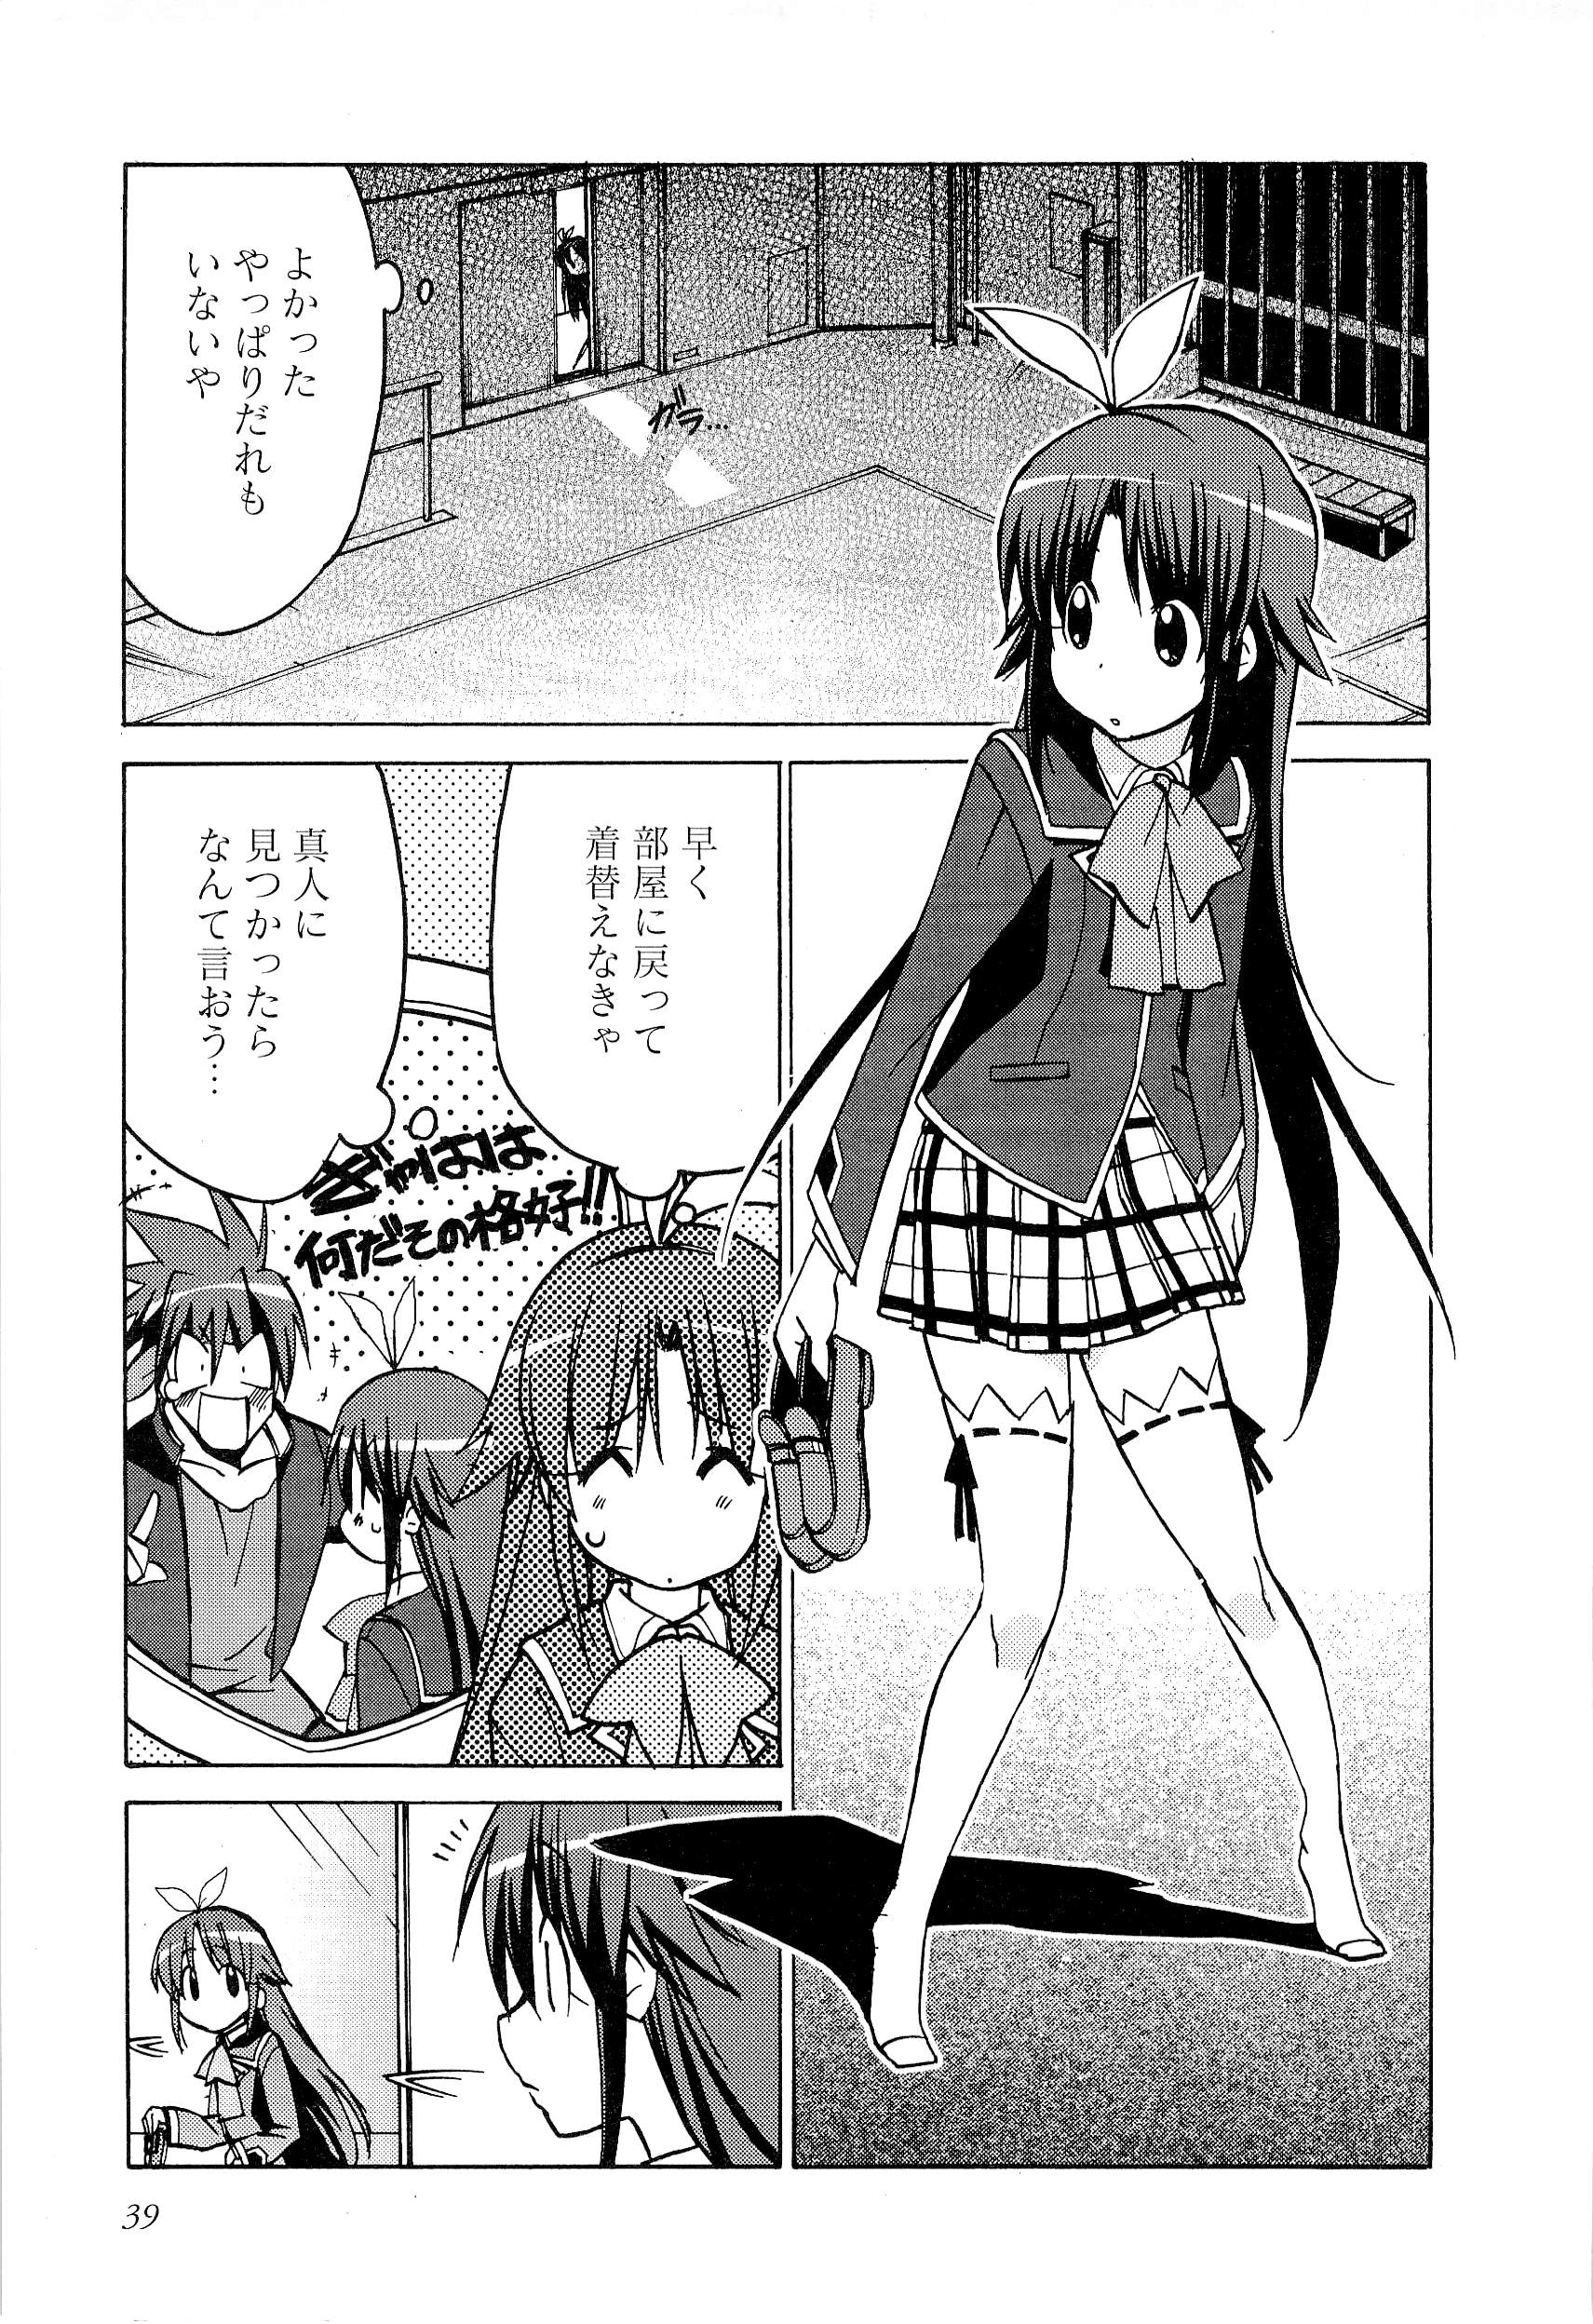 よかった
やっぱりだれも
いないや
ガラ…
早く
部屋に戻って
着替えなきゃ
真人に
見つかったら
なんて言おう…
ぎゃはは
何だその格好!!
39